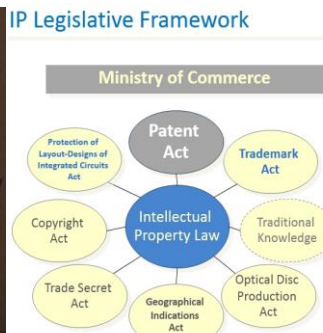 IP Legislative Framework
Ministry of Commerce
Patent
Act
Protection of
Layout-Designs of
Integrated Circuits
Act
Trademark
Act
Copyright
Act
Intellectual
Property Law
Traditional
Knowledge
Trade Secret
Act
Geographical
Indications
Act
Optical Disc
Production
Act